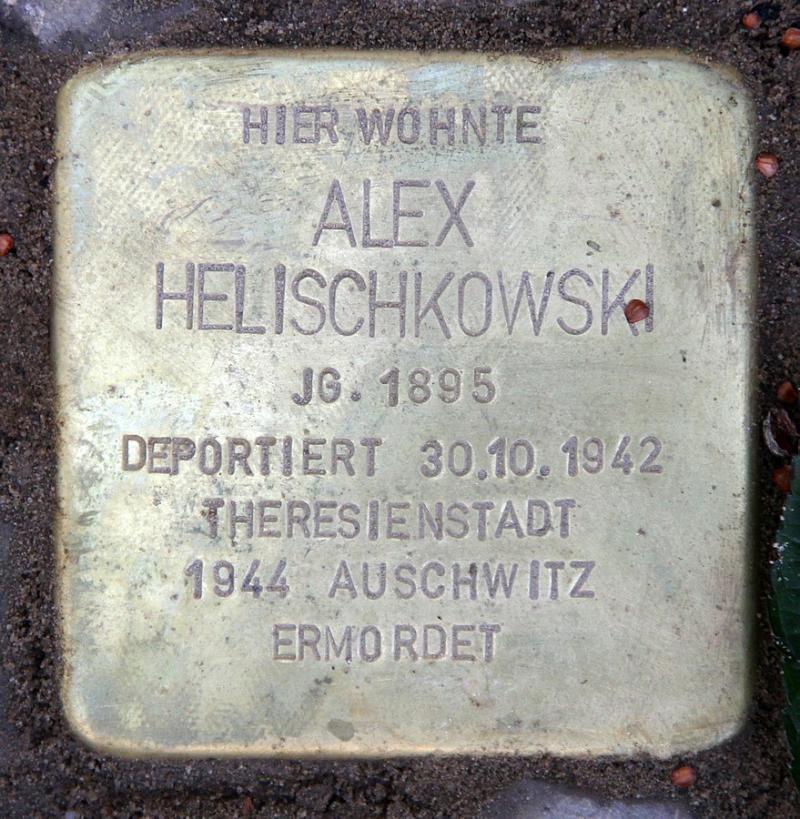 HIER WOHNTE
ALEX
HELISCHKOWSKI
JG. 1895
DEPORTIERT 30.10.1942
THERESIENSTADT
1944 AUSCHWITZ
ERMORDET